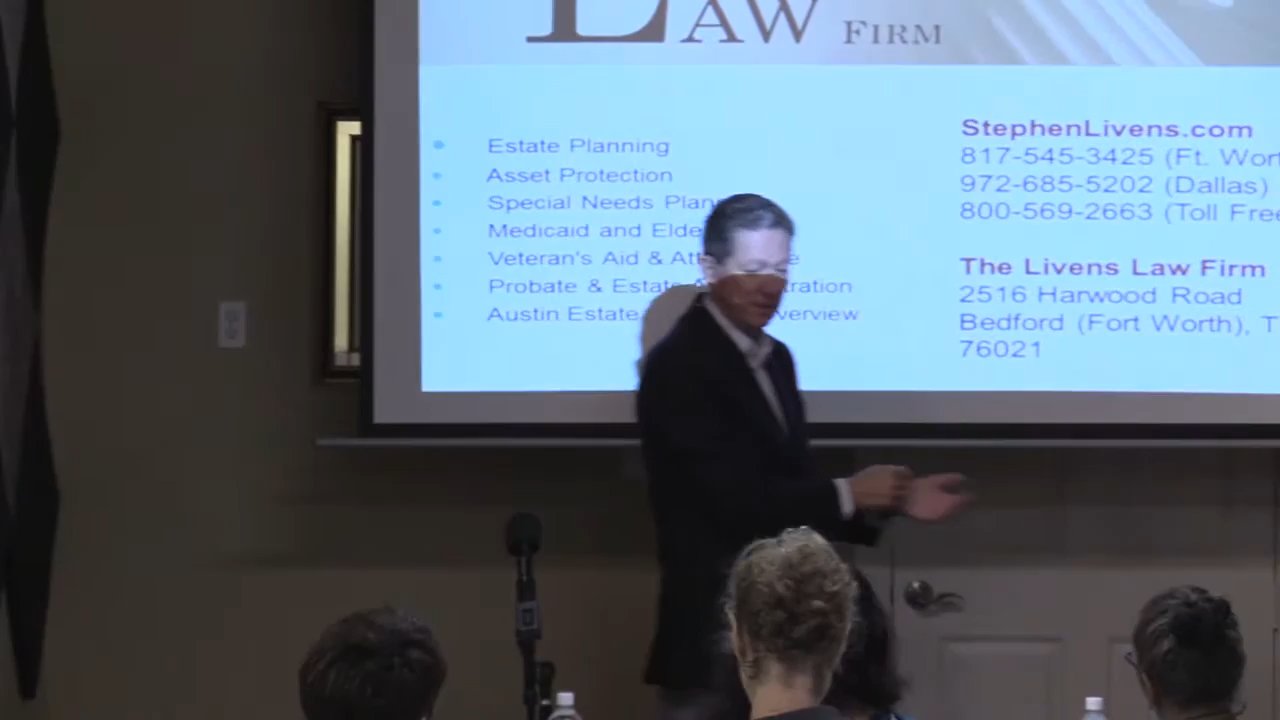 LAW FIRM
Estate Planning
Asset Protection
Special Needs
Medicaid and
Veteran's Aid &
Probate & Estate
Austin Estate
StephenLivens.com
817-545-3425 (Ft.
972-685-5202 (Dallas)
800-569-2663 (Toll
The Livens Law Firm
2516 Harwood Road
Bedford (Fort Worth),
76021